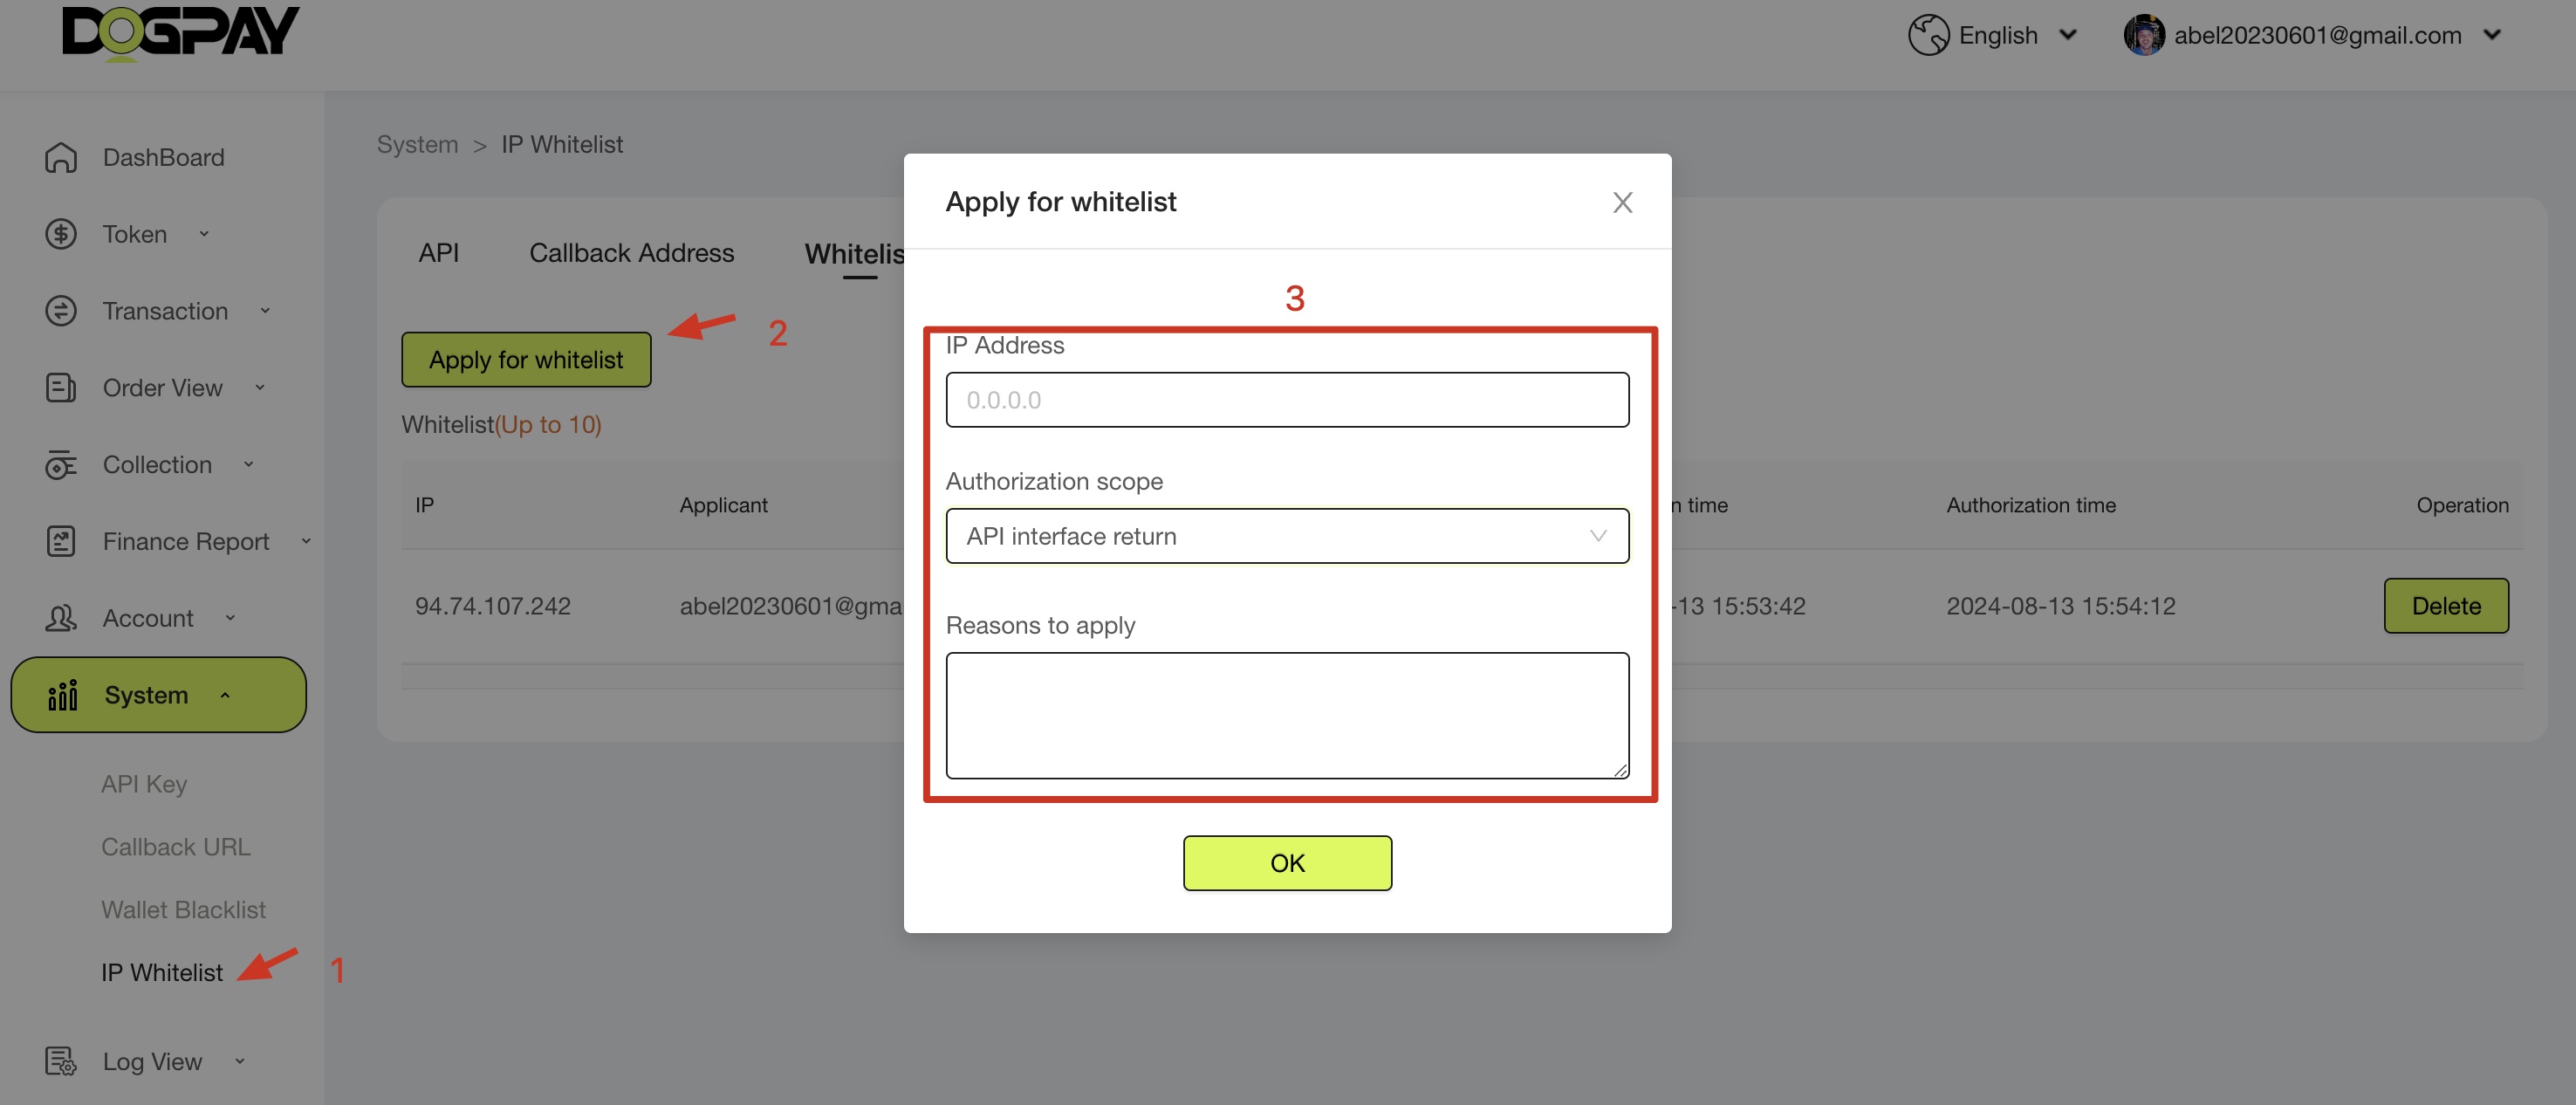 DOGPAY
English
abel20230601@gmail.com
DashBoard
Token
Transaction
Order View
Collection
Finance Report
Account
System
API Key
Callback URL
Wallet Blacklist
IP Whitelist
1
Log View
System > IP Whitelist
API
Callback Address
Whitelis
Apply for whitelist
2
Whitelist(Up to 10)
IP
Applicant
n time
Authorization time
Operation
94.74.107.242
abel20230601@gma
-13 15:53:42
2024-08-13 15:54:12
Delete
Apply for whitelist
X
3
IP Address
0.0.0.0
Authorization scope
API interface return
Reasons to apply
OK